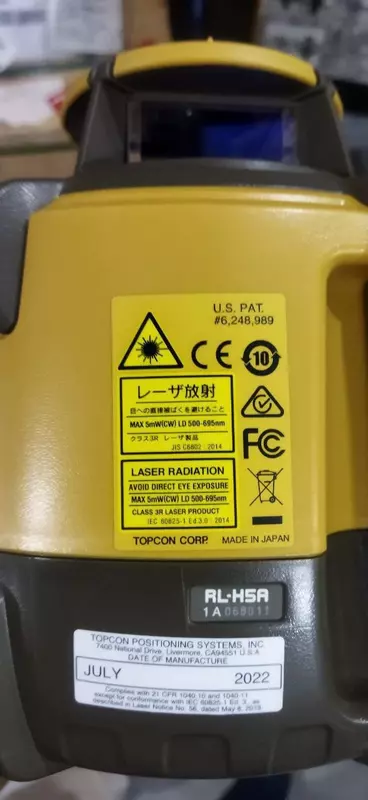 U.S. PAT.
#6,248,989
CE
10
レーザ放射
目への直接被ばくを避けること
MAX 5mW(CW) LD 500-695nm
クラス3R レーザ製品
JIS C6802 : 2014
FC
LASER RADIATION
AVOID DIRECT EYE EXPOSURE
MAX 5mW(CW) LD 500-695nm
CLASS 3R LASER PRODUCT
IEC 60825-1 Ed.3.0 : 2014
TOPCON CORP. MADE IN JAPAN
RL-H5A
1A
TOPCON POSITIONING SYSTEMS, INC.
7400 National Drive, Livermore, CA94551 U.S.A
DATE OF MANUFACTURE
JULY 2022
Complies with 21 CFR 1040.10 and 1040.11
except for conformance with IEC 60825-1 Ed. 3., as
described in Laser Notice No. 56, dated May 8, 2019